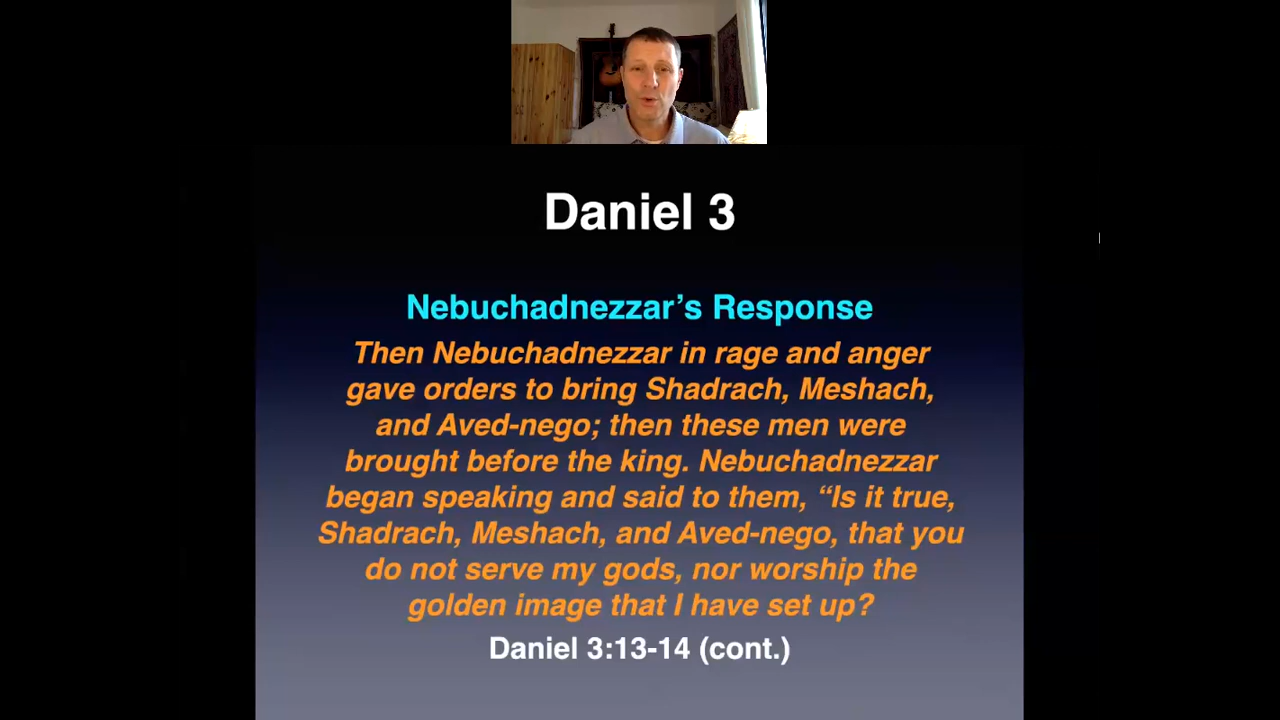 Daniel 3
Nebuchadnezzar’s Response
Then Nebuchadnezzar in rage and anger
gave orders to bring Shadrach, Meshach,
and Aved-nego; then these men were
brought before the king. Nebuchadnezzar
began speaking and said to them, “Is it true,
Shadrach, Meshach, and Aved-nego, that you
do not serve my gods, nor worship the
golden image that I have set up?
Daniel 3:13-14 (cont.)